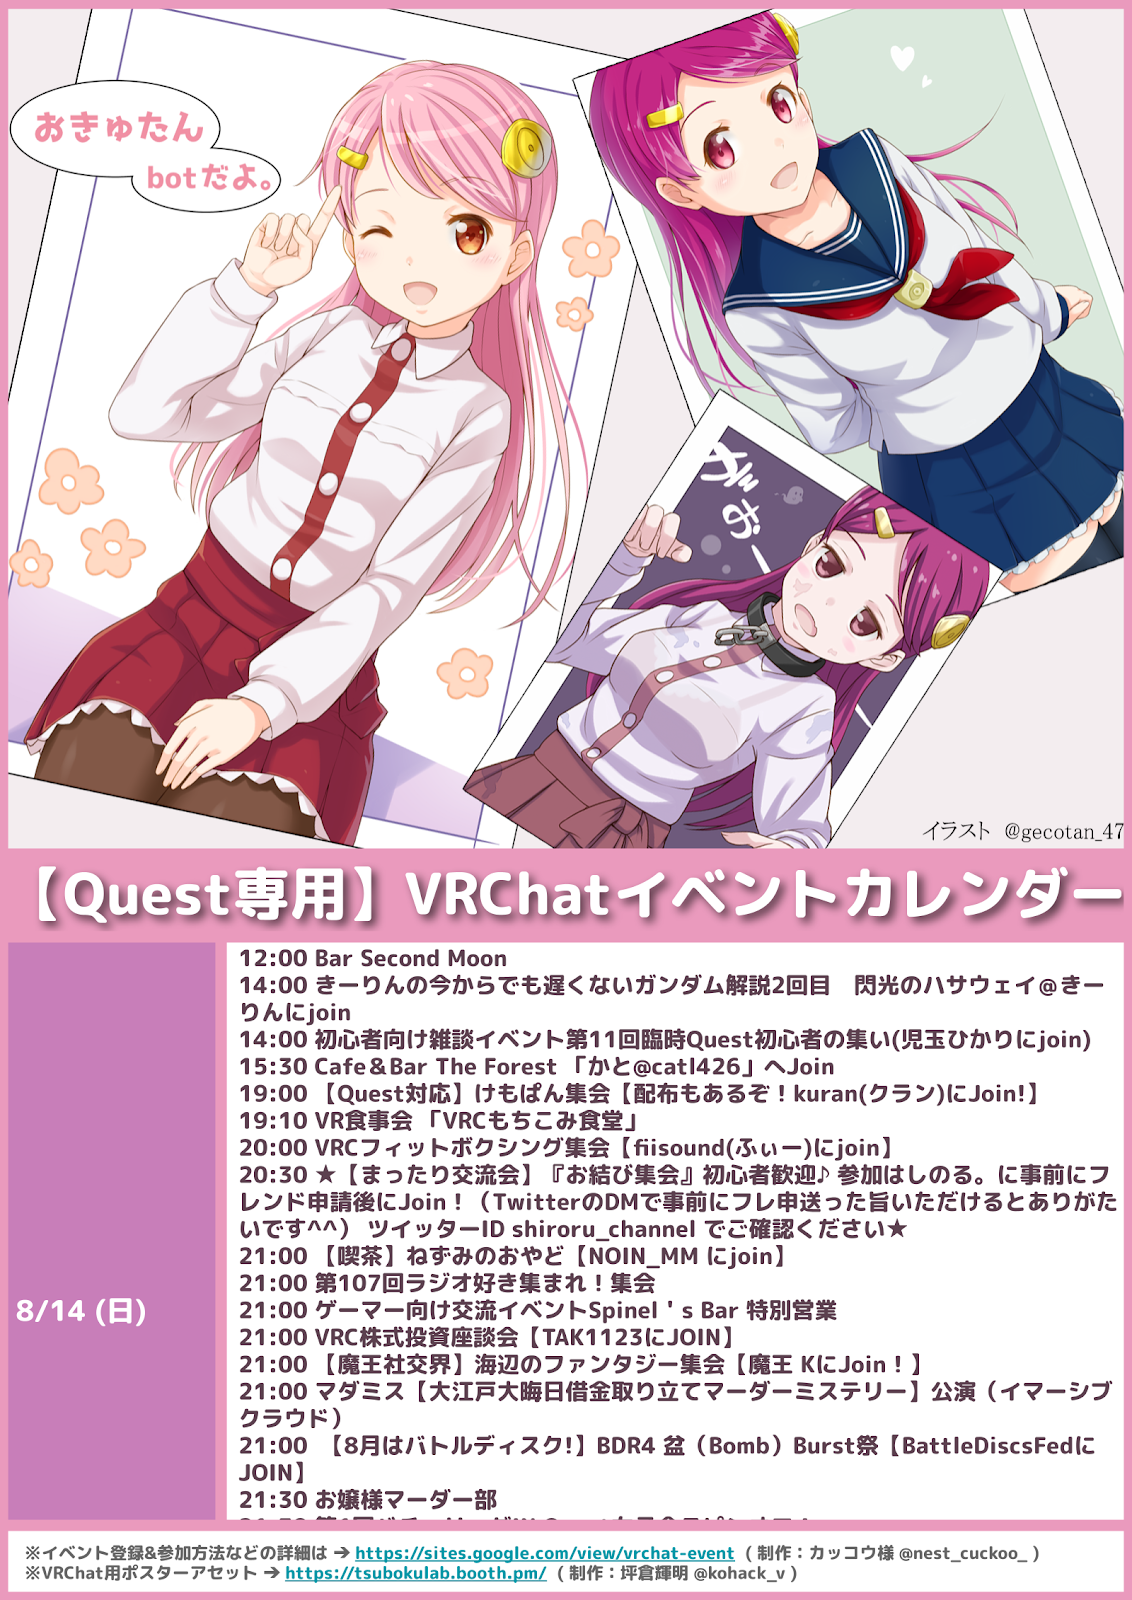 おきゅたん
botだよ。
がおー
イラスト @gecotan_47
【Quest専用】VRChatイベントカレンダー
8/14 (日)
12:00 Bar Second Moon
14:00 きーりんの今からでも遅くないガンダム解説2回目　閃光のハサウェイ＠きー
りんにjoin
14:00 初心者向け雑談イベント第11回臨時Quest初心者の集い(児玉ひかりにjoin)
15:30 Cafe＆Bar The Forest 「かと@catl426」へJoin
19:00 【Quest対応】けもぱん集会【配布もあるぞ！kuran(クラン)にJoin!】
19:10 VR食事会 「VRCもちこみ食堂」
20:00 VRCフィットボクシング集会【fiisound(ふぃー)にjoin】
20:30 ★【まったり交流会】『お結び集会』初心者歓迎♪ 参加はしのる。に事前にフ
レンド申請後にJoin！（TwitterのDMで事前にフレ申送った旨いただけるとありがた
いです^^） ツイッターID shiroru_channel でご確認ください★
21:00 【喫茶】ねずみのおやど【NOIN_MM にjoin】
21:00 第107回ラジオ好き集まれ！集会
21:00 ゲーマー向け交流イベントSpinel＇s Bar 特別営業
21:00 VRC株式投資座談会【TAK1123にJOIN】
21:00 【魔王社交界】海辺のファンタジー集会【魔王 KにJoin！】
21:00 マダミス【大江戸大晦日借金取り立てマーダーミステリー】公演（イマーシブ
クラウド）
21:00 【8月はバトルディスク!】BDR4 盆（Bomb）Burst祭【BattleDiscsFedに
JOIN】
21:30 お嬢様マーダー部
※イベント登録&参加方法などの詳細は ➔ https://sites.google.com/view/vrchat-event ( 制作：カッコウ様 @nest_cuckoo_ )
※VRChat用ポスターアセット ➔ https://tsubokulab.booth.pm/ ( 制作：坪倉輝明 @kohack_v )